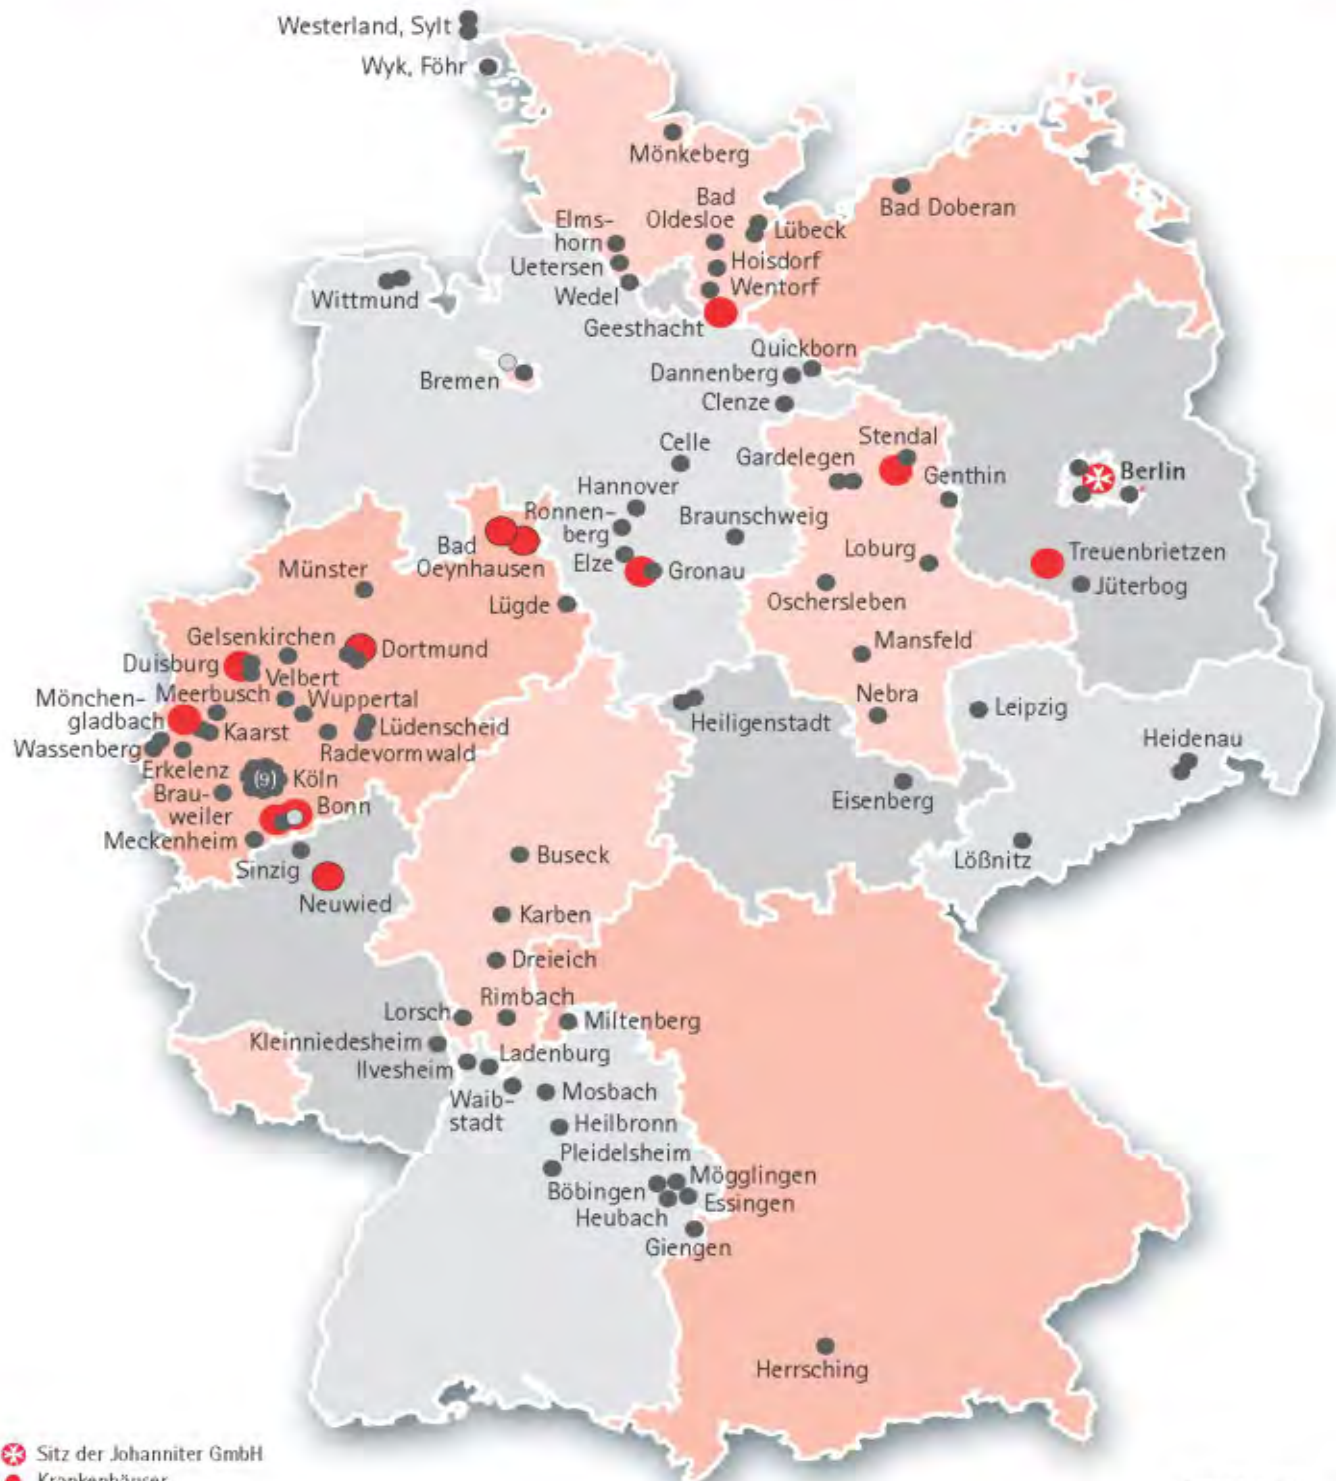 Westerland, Sylt
Wyk, Föhr
Mönkeberg
Bad Doberan
Bad
Oldesloe
Lübeck
Elms-
horn
Uetersen
Hoisdorf
Wedel
Wentorf
Wittmund
Geesthacht
Quickborn
Bremen
Dannenberg
Clenze
Celle
Stendal
Gardelegen
Genthin
Berlin
Hannover
Ronnen-
berg
Braunschweig
Bad
Oeynhausen
Elze
Gronau
Loburg
Treuenbrietzen
Jüterbog
Münster
Lügde
Oschersleben
Gelsenkirchen
Dortmund
Mansfeld
Duisburg
Velbert
Mönchen-
gladbach
Meerbusch
Wuppertal
Nebra
Leipzig
Heiligenstadt
Kaarst
Lüdenscheid
Wassenberg
Radevormwald
Heidenau
Erkelenz
(9)
Köln
Brau-
weiler
Bonn
Eisenberg
Meckenheim
Buseck
Lößnitz
Sinzig
Neuwied
Karben
Dreieich
Rimbach
Lorsch
Miltenberg
Kleinniedesheim
Ladenburg
Ilvesheim
Waib-
stadt
Mosbach
Heilbronn
Pleidelsheim
Mögglingen
Böbingen
Essingen
Heubach
Giengen
Herrsching
Sitz der Johanniter GmbH
Krankenhäuser